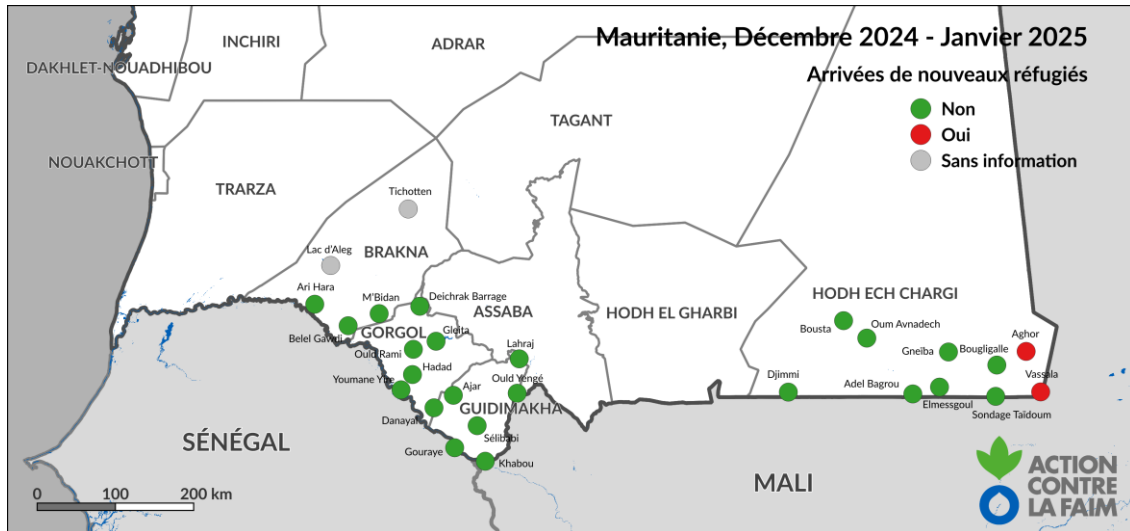 Mauritanie, Décembre 2024 - Janvier 2025
Arrivées de nouveaux réfugiés
Non
Oui
Sans information
INCHIRI
ADRAR
DAKHLET-NOUADHIBOU
TAGANT
NOUAKCHOTT
TRARZA
Tichotten
Lac d'Aleg
BRAKNA
Ari Hara
M'Bidan
Deichrak Barrage
HODH ECH CHARGI
ASSABA
HODH EL GHARBI
Belel Gawdi
GORGOL
Gleita
Bousta
Oum Avnadech
Aghor
Ould Rami
Lahraj
Gneiba
Bougligalle
Hadad
Youmane Yire
Ajar
Ould Yengé
Djimmi
Adel Bagrou
Vassala
GUIDIMAKHA
Elmessgoul
Sondage Taïdoum
Danayal
Sélibabi
SÉNÉGAL
Gouraye
Khabou
MALI
0 100 200 km
ACTION
CONTRE
LA FAIM